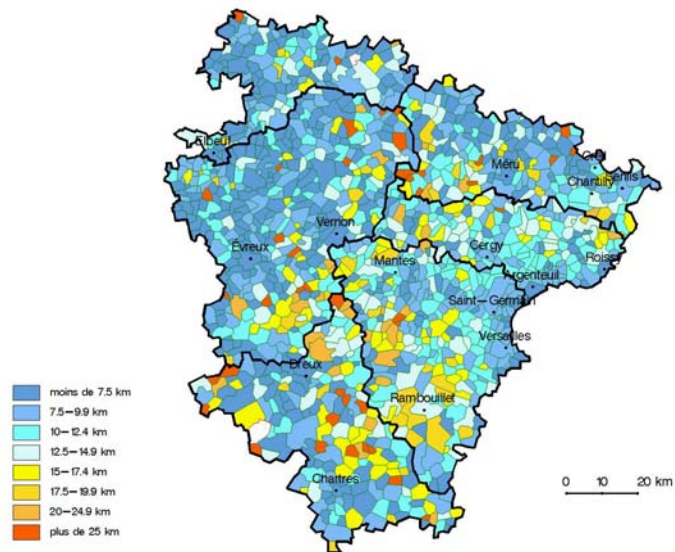 Elbeuf
Méru
Creil
Senlis
Chantilly
Vernon
Évreux
Cergy
Mantes
Roissy
Argenteuil
Saint-Germain
Versailles
Dreux
Rambouillet
Chartres
moins de 7.5 km
7.5-9.9 km
10-12.4 km
12.5-14.9 km
15-17.4 km
17.5-19.9 km
20-24.9 km
plus de 25 km
0 10 20 km